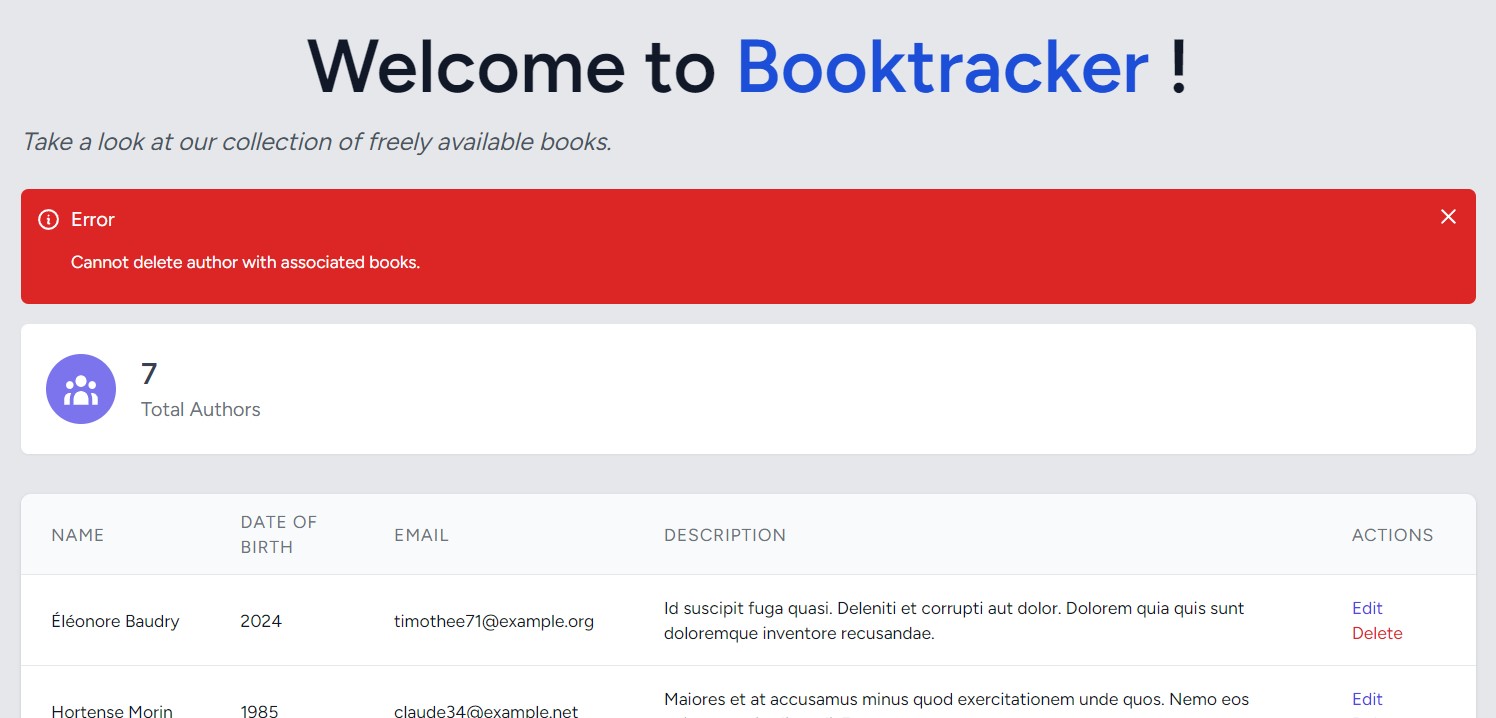 Welcome to Booktracker !
Take a look at our collection of freely available books.
Error
Cannot delete author with associated books.
7
Total Authors
NAME
DATE OF
BIRTH
EMAIL
DESCRIPTION
ACTIONS
Éléonore Baudry
2024
timothee71@example.org
Id suscipit fuga quasi. Deleniti et corrupti aut dolor. Dolorem quia quis sunt
doloremque inventore recusandae.
Edit
Delete
Hortense Morin
1985
claude34@example.net
Maiores et at accusamus minus quod exercitationem unde quos. Nemo eos
Edit